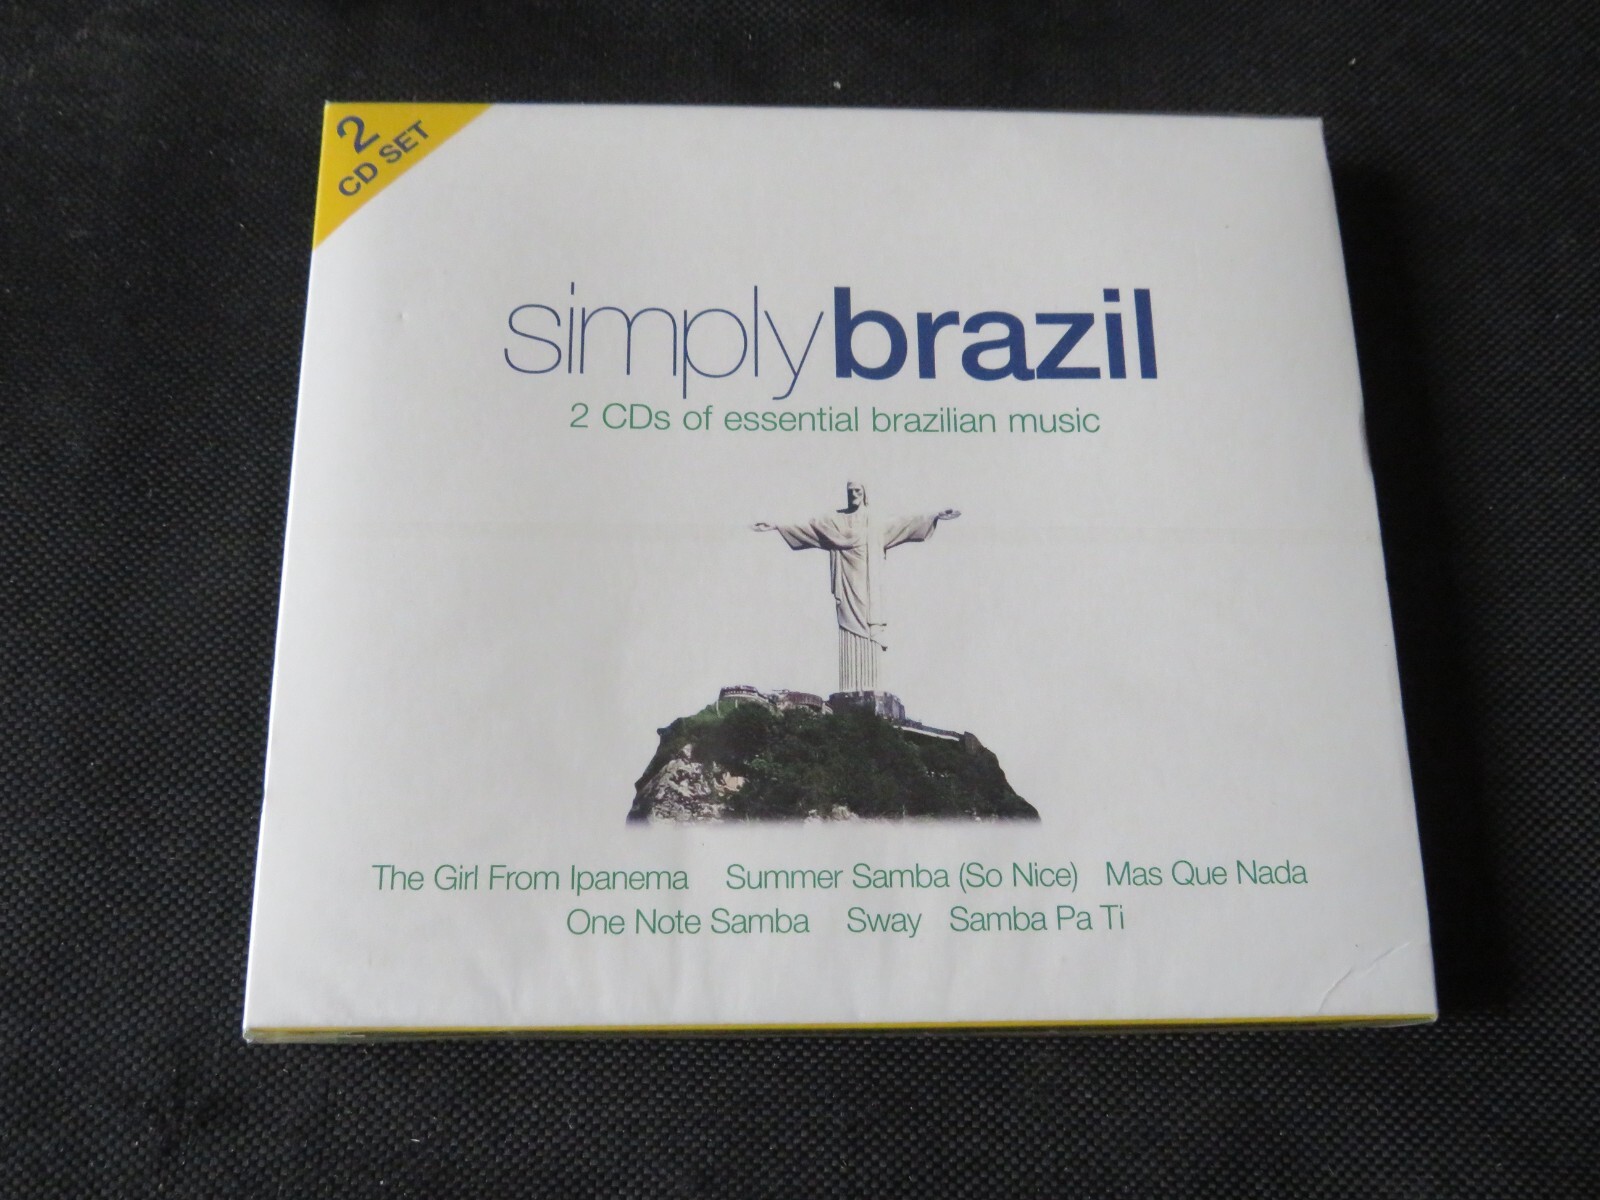 2
CD SET
simplybrazil
2 CDs of essential brazilian music
The Girl From Ipanema Summer Samba (So Nice) Mas Que Nada
One Note Samba Sway Samba Pa Ti